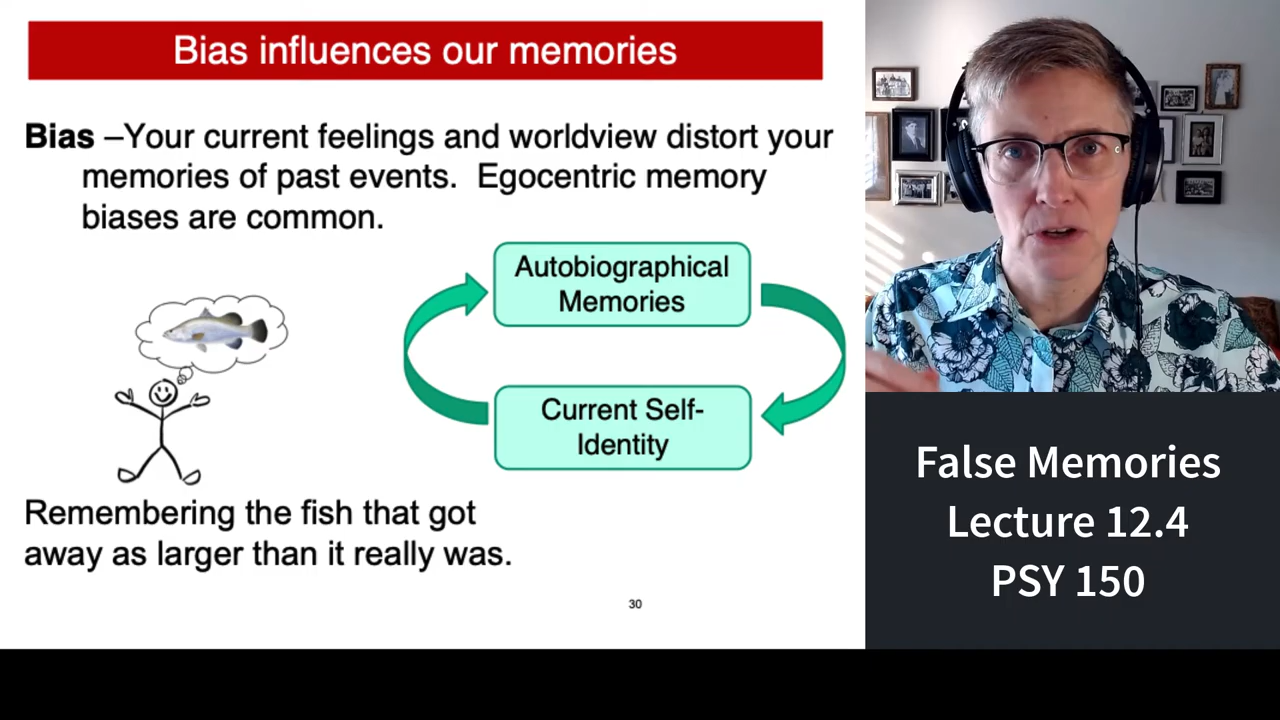 Bias influences our memories
Bias –Your current feelings and worldview distort your
memories of past events.  Egocentric memory
biases are common.
Autobiographical
Memories
Current Self-
Identity
Remembering the fish that got
away as larger than it really was.
30
False Memories
Lecture 12.4
PSY 150